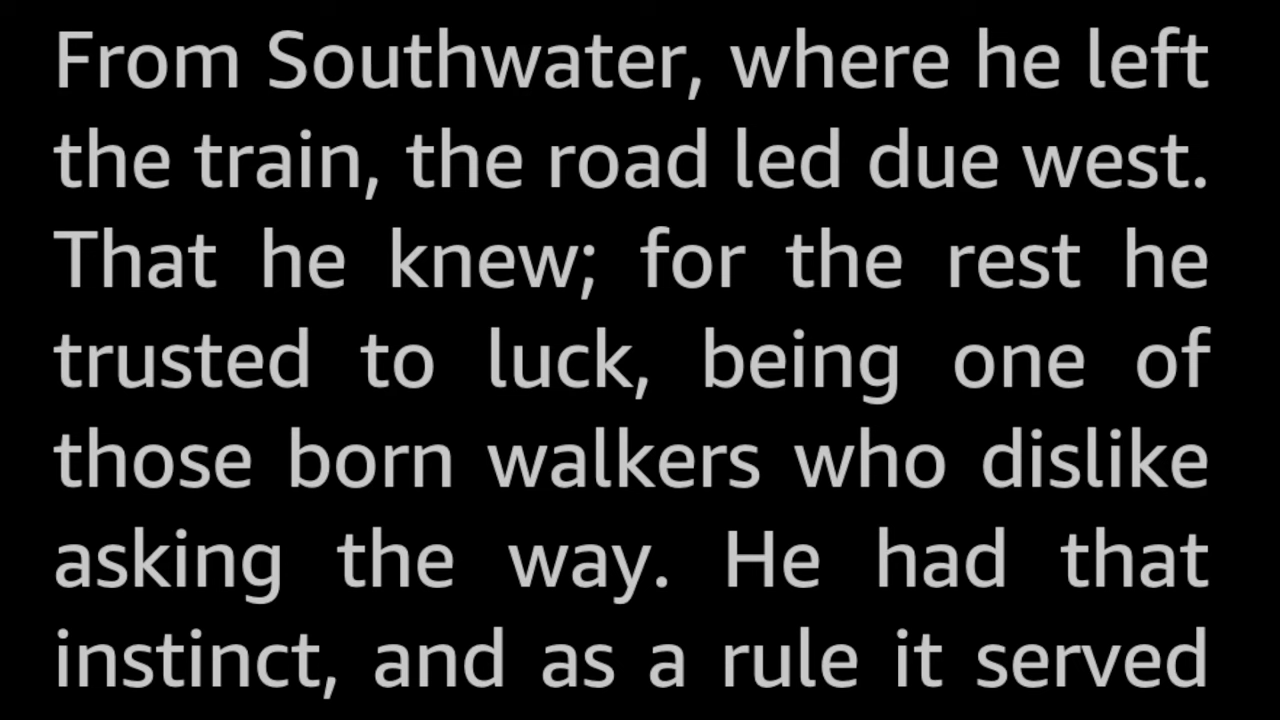 From Southwater, where he left
the train, the road led due west.
That he knew; for the rest he
trusted to luck, being one of
those born walkers who dislike
asking the way. He had that
instinct, and as a rule it served